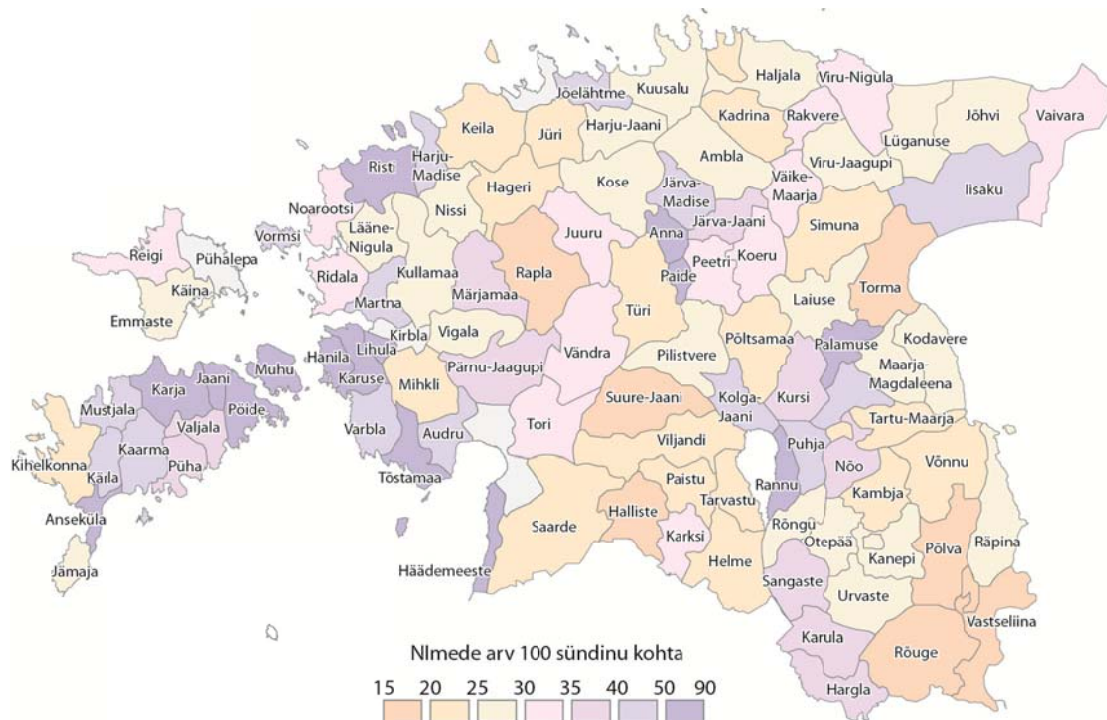 Jõelähtme
Kuusalu
Haljala
Viru-Nigula
Keila
Jüri
Harju-Jaani
Kadrina
Rakvere
Lüganuse
Jõhvi
Vaivara
Risti
Harju-
Madise
Hageri
Kose
Ambla
Viru-Jaagupi
Noarootsi
Nissi
Järva-
Madise
Väike-
Maarja
Iisaku
Vormsi
Lääne-
Nigula
Juuru
Anna
Järva-Jaani
Simuna
Reigi
Pühalepa
Ridala
Kullamaa
Rapla
Paide
Peetri
Koeru
Käina
Martna
Märjamaa
Türi
Laiuse
Torma
Emmaste
Kirbla
Vigala
Põltsamaa
Palamuse
Kodavere
Hanila
Lihula
Vändra
Pilistvere
Muhu
Karuse
Pärnu-Jaagupi
Maarja-
Magdaleena
Karja
Jaani
Mihkli
Kolga-
Jaani
Kursi
Mustjala
Pöide
Suure-Jaani
Valjala
Varbla
Audru
Tori
Tartu-Maarja
Kaarma
Viljandi
Puhja
Kihelkonna
Püha
Nõo
Võnnu
Kaila
Tõstamaa
Paistu
Rannu
Kambja
Anseküla
Tarvastu
Saarde
Halliste
Rõngu
Otepää
Karksi
Kanepi
Põlva
Räpina
Jämaja
Häädemeeste
Helme
Sangaste
Urvaste
Vastseliina
Karula
Rõuge
Hargla
NImede arv 100 sündinu kohta
15 20 25 30 35 40 50 90